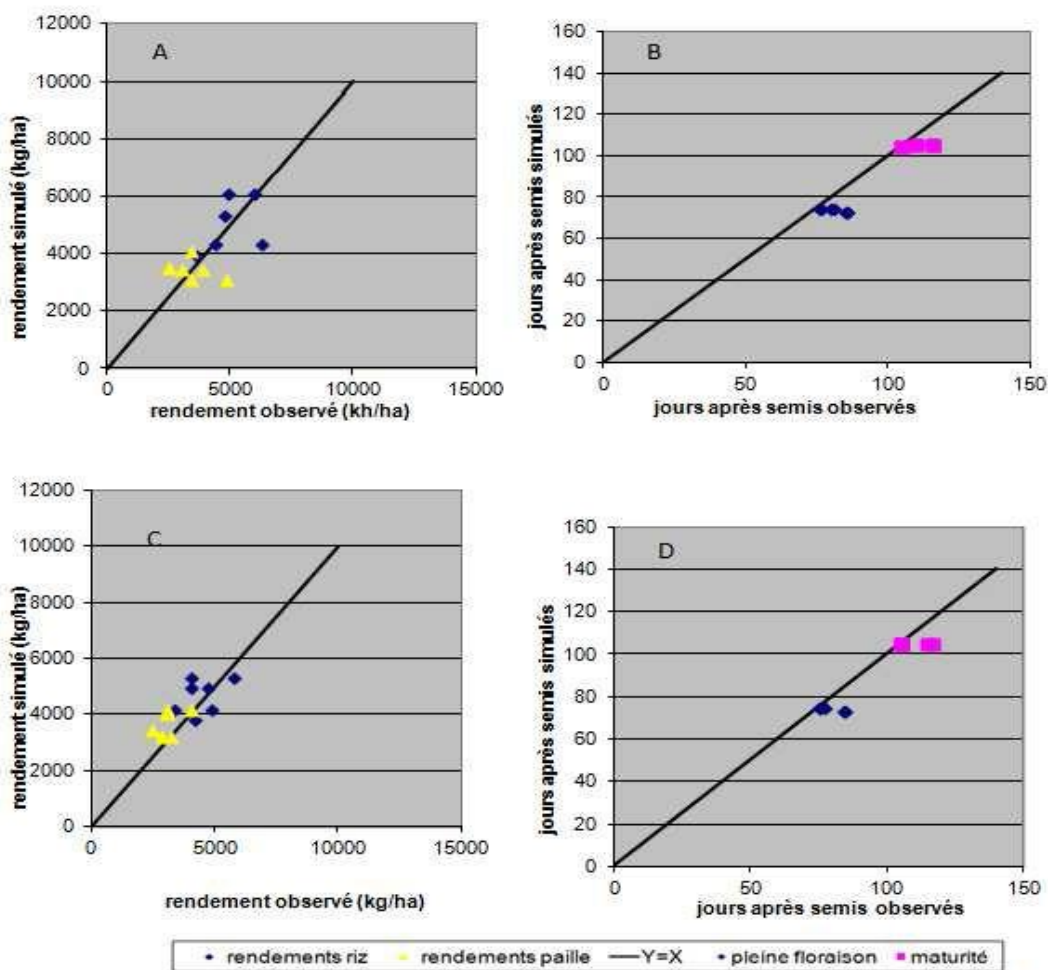 A
rendement simulé (kg/ha)
12000
10000
8000
6000
4000
2000
0
0 5000 10000 15000
rendement observé (kh/ha)
B
jours après semis simulés
160
140
120
100
80
60
40
20
0
0 50 100 150
jours après semis observés
C
rendement simulé (kg/ha)
12000
10000
8000
6000
4000
2000
0
0 5000 10000 15000
rendement observé (kg/ha)
D
jours après semis simulés
160
140
120
100
80
60
40
20
0
0 50 100 150
jours après semis observés
rendements riz rendements paille Y=X pleine floraison maturité